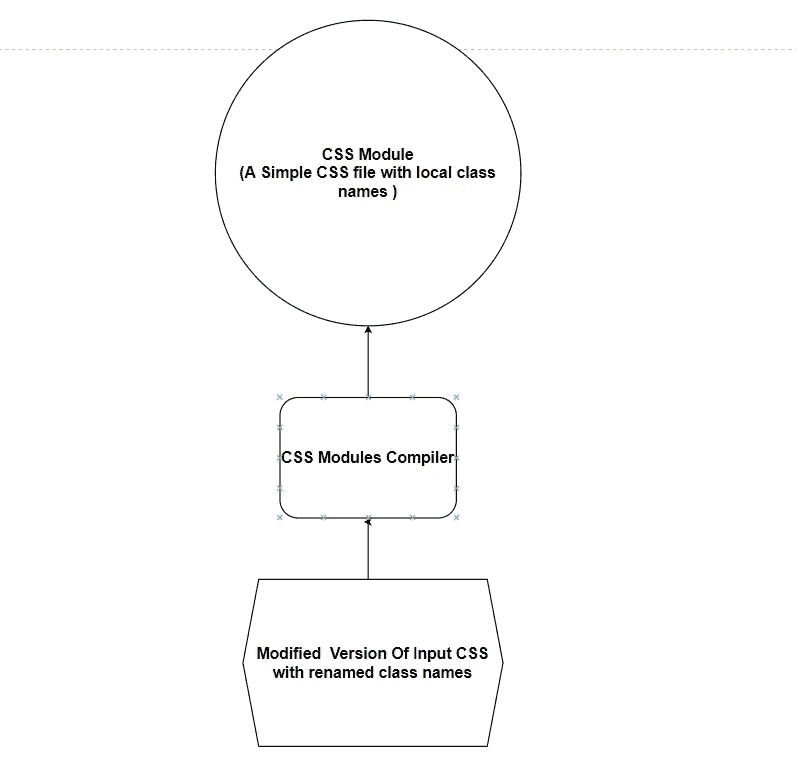 CSS Module
(A Simple CSS file with local class
names )
CSS Modules Compiler
Modified  Version Of Input CSS
with renamed class names